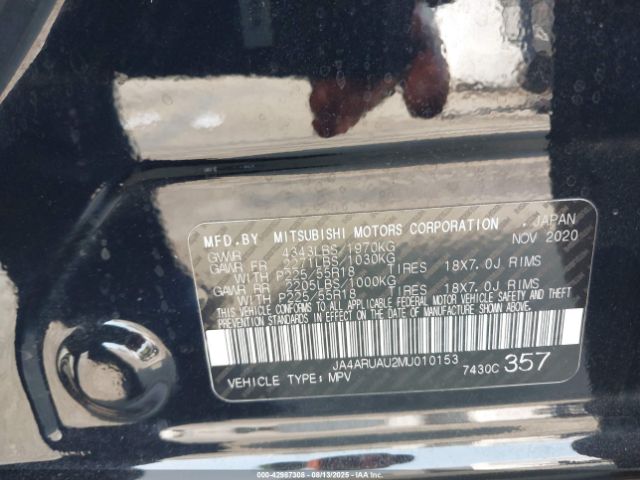 MFD.BY MITSUBISHI MOTORS CORPORATION JAPAN
GVWR 4343LBS 1970KG NOV 2020
GAWR FR 2271LBS 1030KG
WITH P225/55R18 TIRES 18X7.0J RIMS
GAWR RR 2205LBS 1000KG
WITH P225/55R18 TIRES 18X7.0J RIMS
THIS VEHICLE CONFORMS TO ALL APPLICABLE FEDERAL MOTOR VEHICLE SAFETY AND THEFT
PREVENTION STANDARDS IN EFFECT ON THE DATE OF MANUFACTURE SHOWN ABOVE.
JA4ARUAU2MU010153
VEHICLE TYPE: MPV 7430C 357
000-42987308 - 08/13/2025 - IAAI.com